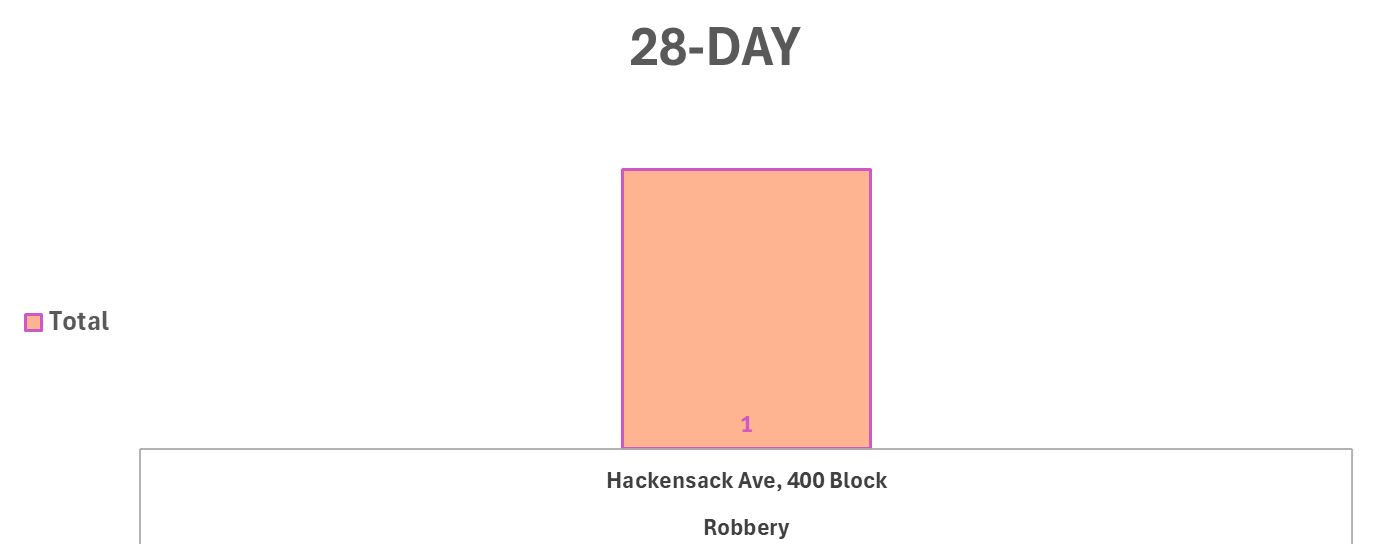 28-DAY
Total
1
Hackensack Ave, 400 Block
Robbery